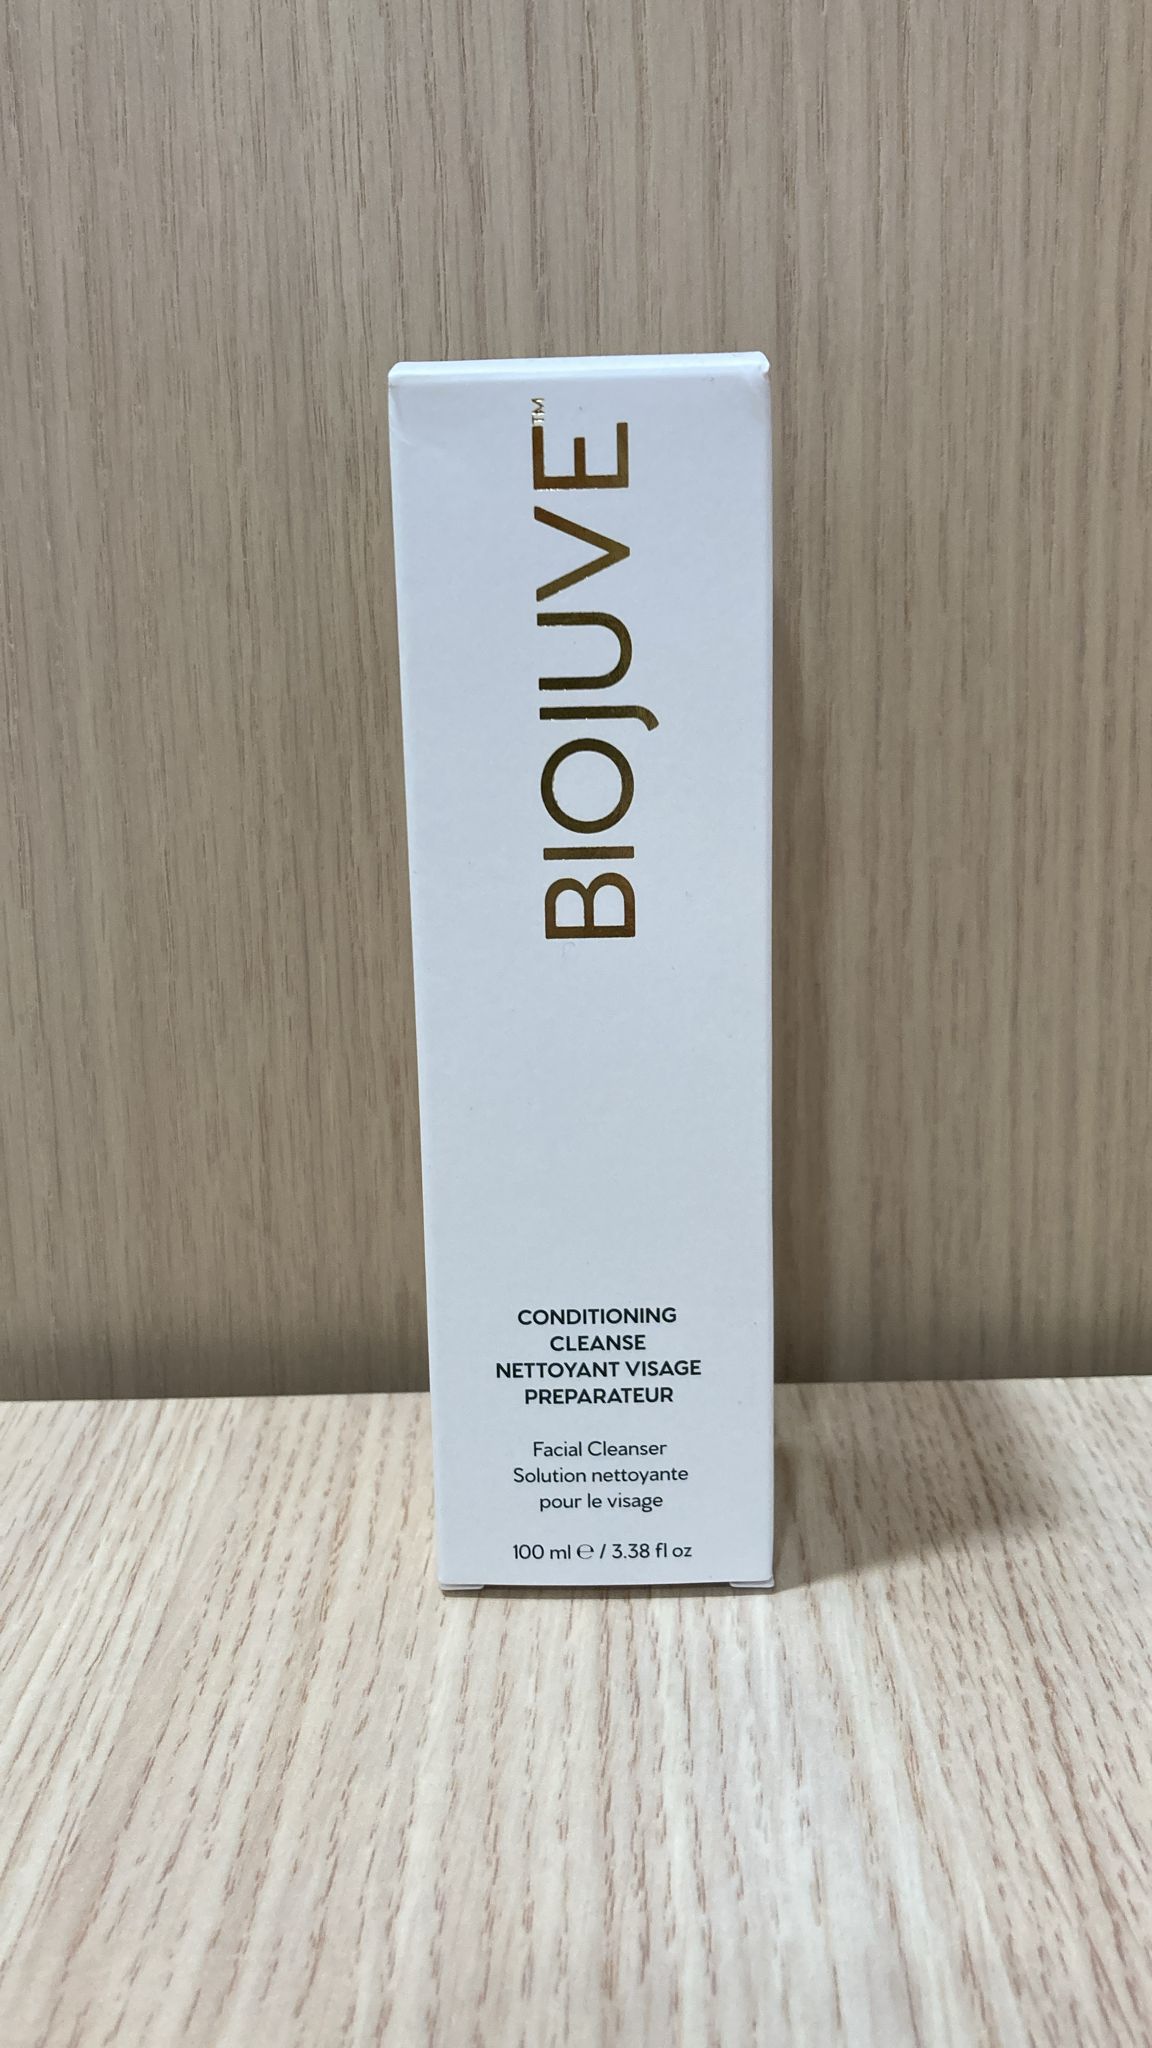 BIOJUVE™
CONDITIONING
CLEANSE
NETTOYANT VISAGE
PREPARATEUR
Facial Cleanser
Solution nettoyante
pour le visage
100 ml ℮ / 3.38 fl oz